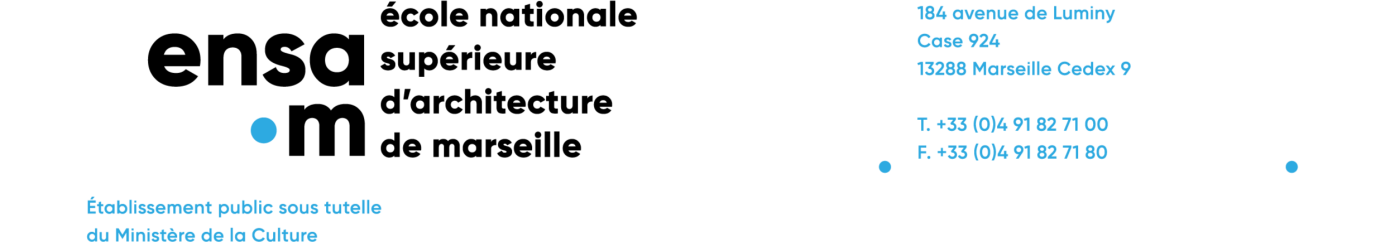 ensa
•m
école nationale
supérieure
d’architecture
de marseille
Établissement public sous tutelle
du Ministère de la Culture
184 avenue de Luminy
Case 924
13288 Marseille Cedex 9
T. +33 (0)4 91 82 71 00
F. +33 (0)4 91 82 71 80